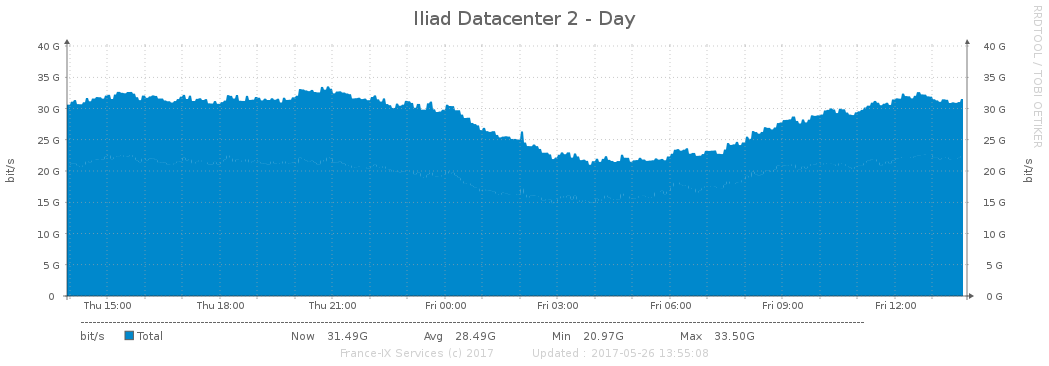 Iliad Datacenter 2 - Day
RRDTOOL / TOBI OETIKER
40 G 40 G
35 G 35 G
30 G 30 G
25 G 25 G
20 G 20 G
15 G 15 G
10 G 10 G
5 G 5 G
0 0 G
bit/s bit/s
Thu 15:00 Thu 18:00 Thu 21:00 Fri 00:00 Fri 03:00 Fri 06:00 Fri 09:00 Fri 12:00
bit/s Total Now 31.49G Avg 28.49G Min 20.97G Max 33.50G
France-IX Services (c) 2017 Updated : 2017-05-26 13:55:08